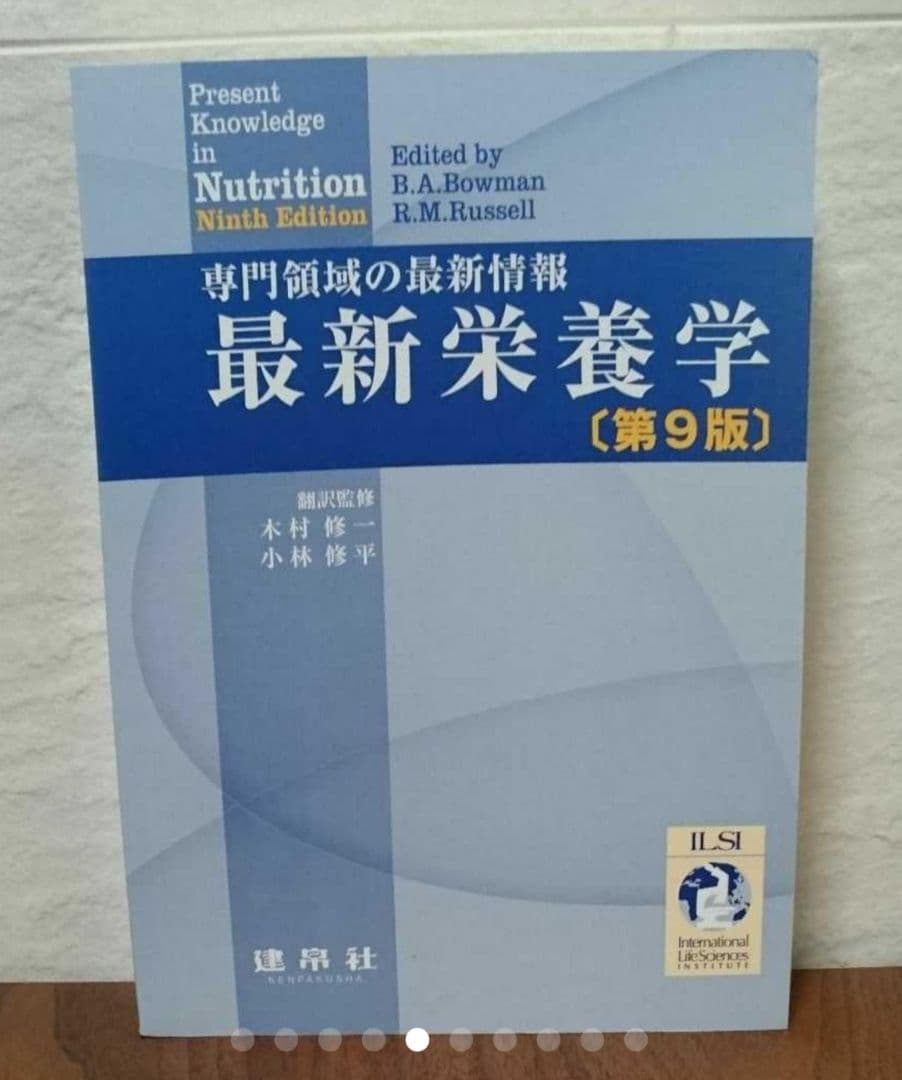 Present
Knowledge
in
Nutrition
Ninth Edition
Edited by
B.A.Bowman
R.M.Russell
専門領域の最新情報
最新栄養学
〔第9版〕
翻訳監修
木村 修一
小林 修平
ILSI
International
Life Sciences
INSTITUTE
建帛社
KENPAKUSHA